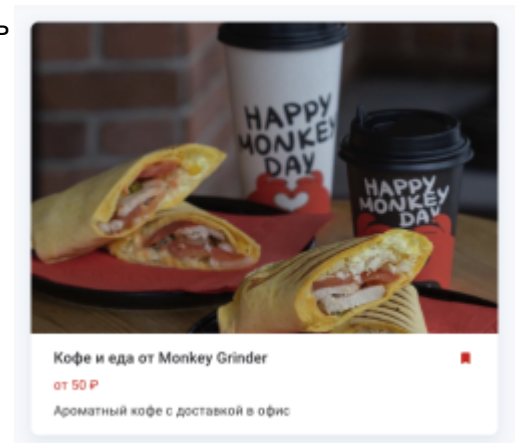 ь
HAPPY
MONKEY
DAY
HAPPY
MONKEY
DAY
Кофе и еда от Monkey Grinder
от 50 ₽
Ароматный кофе с доставкой в офис